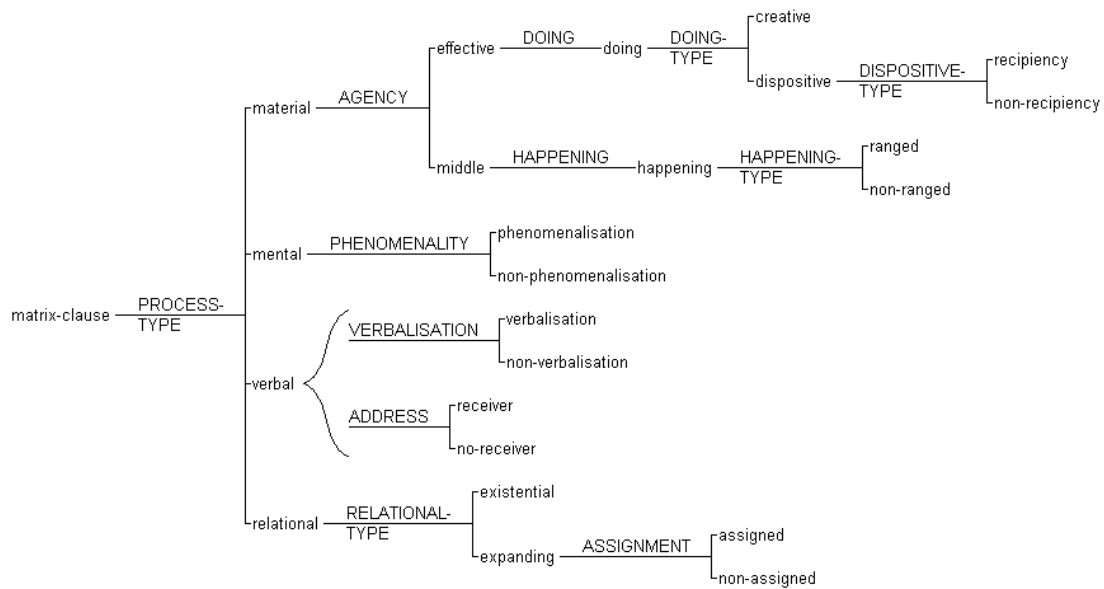 creative
effective DOING doing DOING-
TYPE
dispositive DISPOSITIVE-
TYPE
recipiency
non-recipiency
material AGENCY
middle HAPPENING happening HAPPENING-
TYPE
ranged
non-ranged
mental PHENOMENALITY
phenomenalisation
non-phenomenalisation
matrix-clause PROCESS-
TYPE
verbal
VERBALISATION
verbalisation
non-verbalisation
ADDRESS
receiver
no-receiver
relational RELATIONAL-
TYPE
existential
expanding ASSIGNMENT
assigned
non-assigned